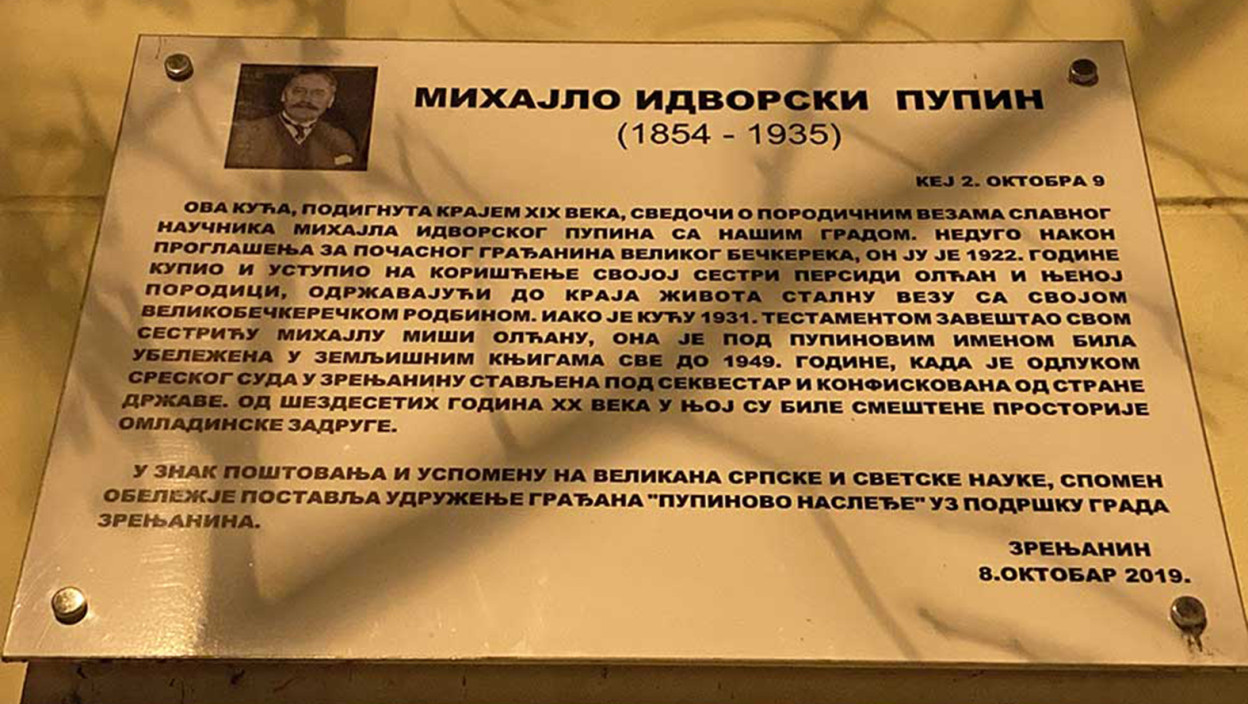 МИХАЈЛО ИДВОРСКИ ПУПИН
(1854 - 1935)
КЕЈ 2. ОКТОБРА 9
ОВА КУЋА, ПОДИГНУТА КРАЈЕМ XIX ВЕКА, СВЕДОЧИ О ПОРОДИЧНИМ ВЕЗАМА СЛАВНОГ
НАУЧНИКА МИХАЈЛА ИДВОРСКОГ ПУПИНА СА НАШИМ ГРАДОМ. НЕДУГО НАКОН
ПРОГЛАШЕЊА ЗА ПОЧАСНОГ ГРАЂАНИНА ВЕЛИКОГ БЕЧКЕРЕКА, ОН ЈУ ЈЕ 1922. ГОДИНЕ
КУПИО И УСТУПИО НА КОРИШЋЕЊЕ СВОЈОЈ СЕСТРИ ПЕРСИДИ ОЛЋАН И ЊЕНОЈ
ПОРОДИЦИ, ОДРЖАВАЈУЋИ ДО КРАЈА ЖИВОТА СТАЛНУ ВЕЗУ СА СВОЈОМ
ВЕЛИКОБЕЧКЕРЕЧКОМ РОДБИНОМ. ИАКО ЈЕ КУЋУ 1931. ТЕСТАМЕНТОМ ЗАВЕШТАО СВОМ
СЕСТРИЋУ МИХАЈЛУ МИШИ ОЛЋАНУ, ОНА ЈЕ ПОД ПУПИНОВИМ ИМЕНОМ БИЛА
УБЕЛЕЖЕНА У ЗЕМЉИШНИМ КЊИГАМА СВЕ ДО 1949. ГОДИНЕ, КАДА ЈЕ ОДЛУКОМ
СРЕСКОГ СУДА У ЗРЕЊАНИНУ СТАВЉЕНА ПОД СЕКВЕСТАР И КОНФИСКОВАНА ОД СТРАНЕ
ДРЖАВЕ. ОД ШЕЗДЕСЕТИХ ГОДИНА XX ВЕКА У ЊОЈ СУ БИЛЕ СМЕШТЕНЕ ПРОСТОРИЈЕ
ОМЛАДИНСКЕ ЗАДРУГЕ.
У ЗНАК ПОШТОВАЊА И УСПОМЕНУ НА ВЕЛИКАНА СРПСКЕ И СВЕТСКЕ НАУКЕ, СПОМЕН
ОБЕЛЕЖЈЕ ПОСТАВЉА УДРУЖЕЊЕ ГРАЂАНА "ПУПИНОВО НАСЛЕЂЕ" УЗ ПОДРШКУ ГРАДА
ЗРЕЊАНИНА.
ЗРЕЊАНИН
8.ОКТОБАР 2019.